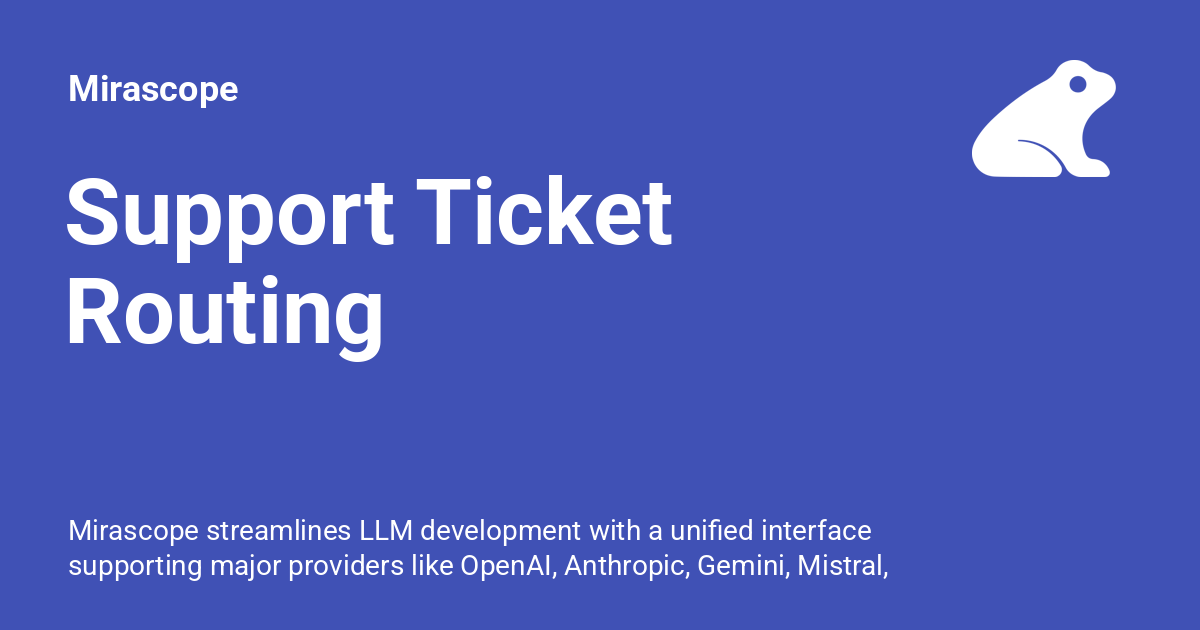 Mirascope
Support Ticket
Routing
Mirascope streamlines LLM development with a unified interface
supporting major providers like OpenAI, Anthropic, Gemini, Mistral,